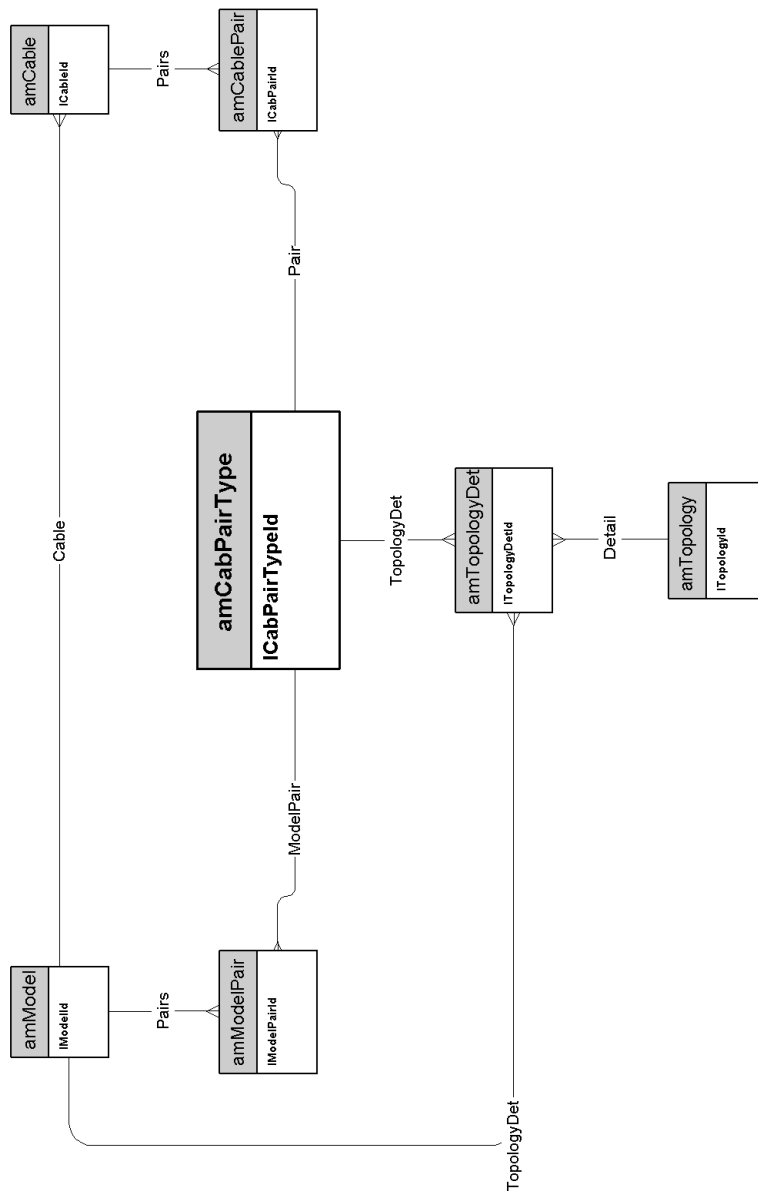 amModel
lModelId
Cable
amCable
lCableId
Pairs
Pairs
amModelPair
lModelPairId
ModelPair
amCabPairType
lCabPairTypeId
Pair
amCablePair
lCabPairId
TopologyDet
TopologyDet
amTopologyDet
lTopologyDetId
Detail
amTopology
lTopologyId